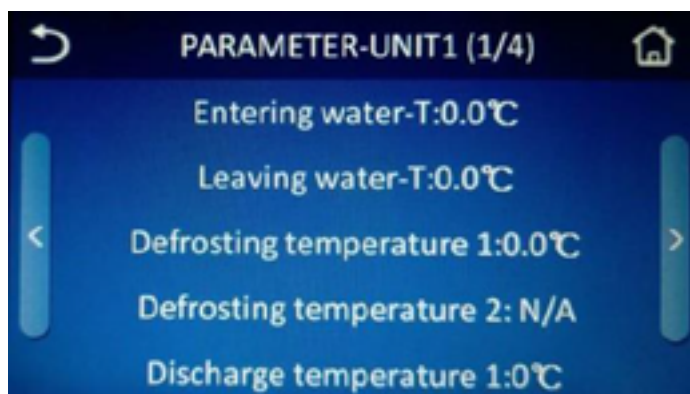 PARAMETER-UNIT1 (1/4)
Entering water-T:0.0℃
Leaving water-T:0.0℃
Defrosting temperature 1:0.0℃
Defrosting temperature 2: N/A
Discharge temperature 1:0℃